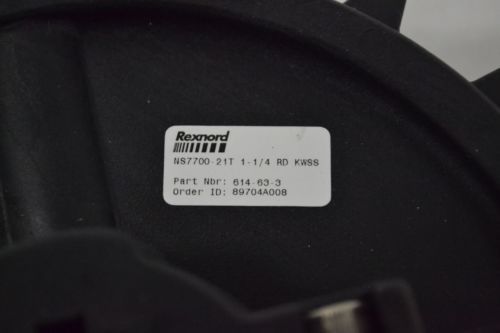 Rexnord
NS7700-21T 1-1/4 RD KWSS
Part Nbr: 614-63-3
Order ID: 89704A008